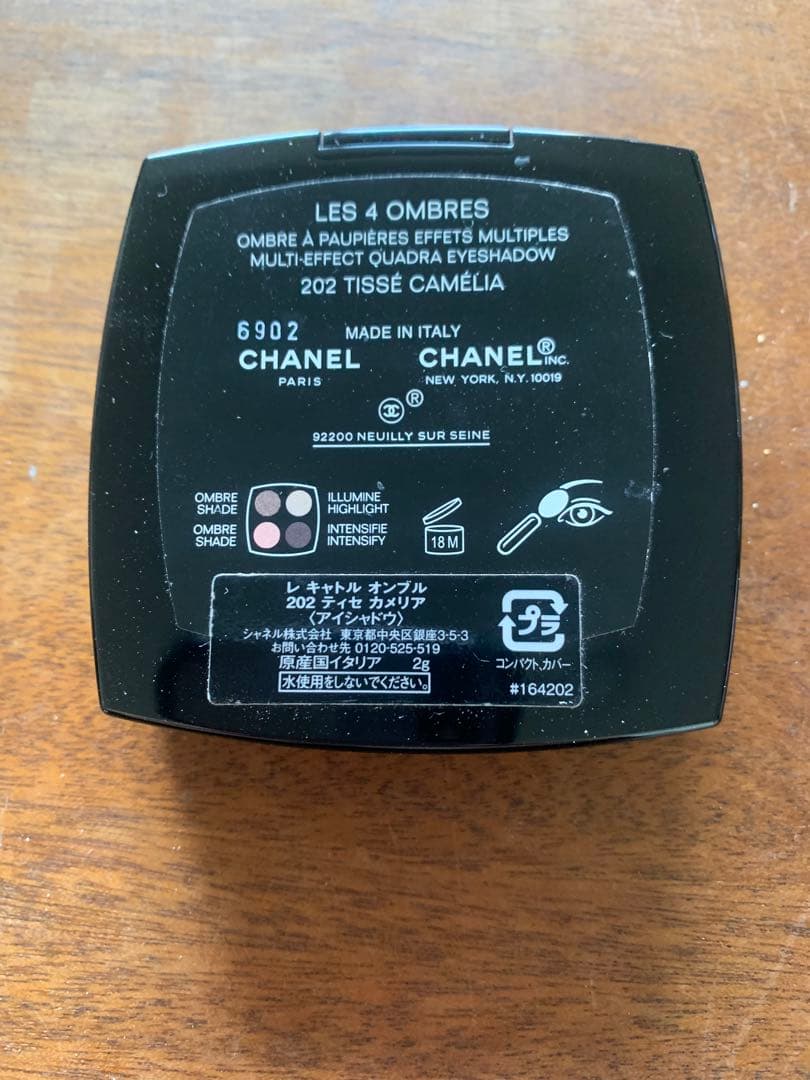 LES 4 OMBRES
OMBRE À PAUPIÈRES EFFETS MULTIPLES
MULTI-EFFECT QUADRA EYESHADOW
202 TISSÉ CAMÉLIA
6902 MADE IN ITALY
CHANEL CHANEL® INC.
PARIS NEW YORK, N.Y. 10019
®
92200 NEUILLY SUR SEINE
OMBRE ILLUMINE
SHADE HIGHLIGHT
OMBRE INTENSIFIE
SHADE INTENSIFY
18 M
レ キャトル オンブル
202 ティセ カメリア
〈アイシャドウ〉
シャネル株式会社 東京都中央区銀座3-5-3
お問い合わせ先 0120-525-519
原産国イタリア 2g
水使用をしないでください。
プラ
コンパクト,カバー
#164202